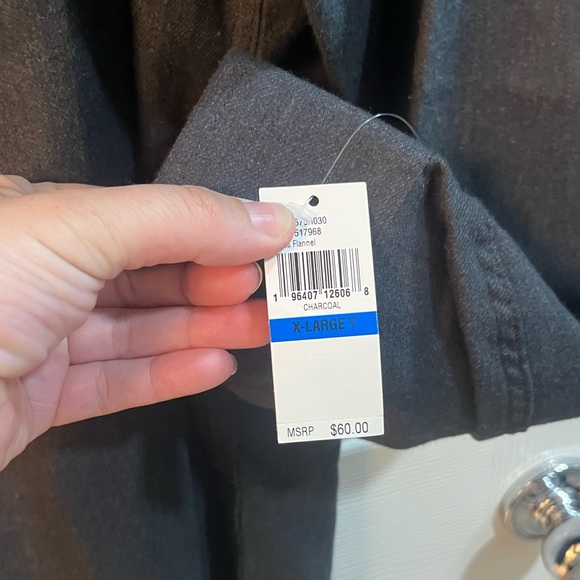 517968
Flannel
1 96407 12606 8
CHARCOAL
X-LARGE T
MSRP $60.00